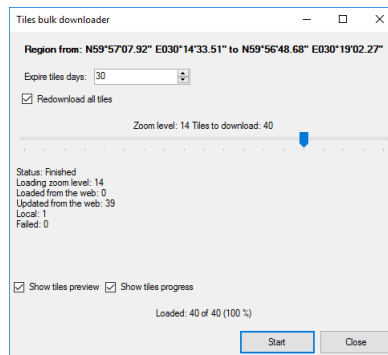 Tiles bulk downloader
Region from: N59°57'07.92" E030°14'33.51" to N59°56'48.68" E030°19'02.27"
Expire tiles days: 30
Redownload all tiles
Zoom level: 14 Tiles to download: 40
Status: Finished
Loading zoom level: 14
Loaded from the web: 0
Updated from the web: 39
Local: 1
Failed: 0
Show tiles preview Show tiles progress
Loaded: 40 of 40 (100 %)
Start Close